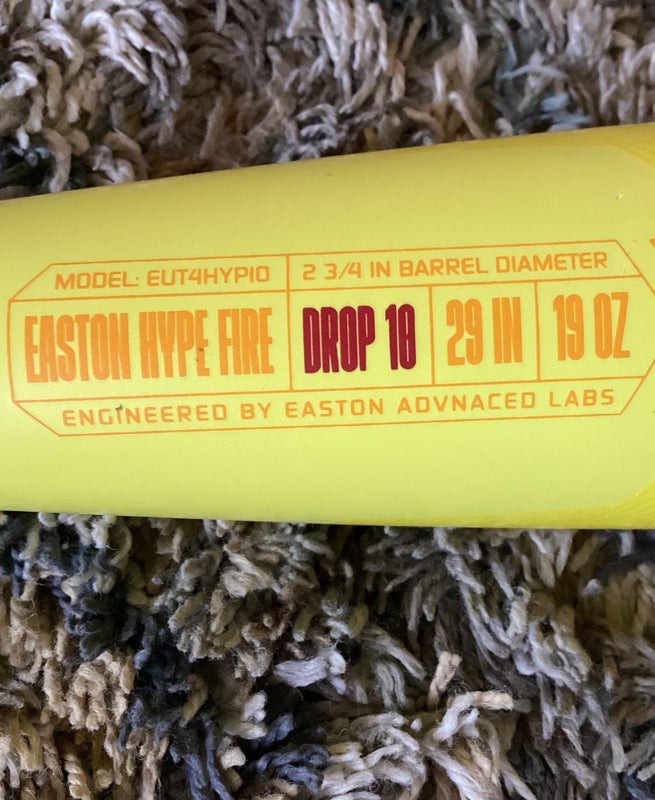 MODEL: EUT4HYP10 2 3/4 IN BARREL DIAMETER
EASTON HYPE FIRE DROP 10 29 IN 19 OZ
ENGINEERED BY EASTON ADVNACED LABS